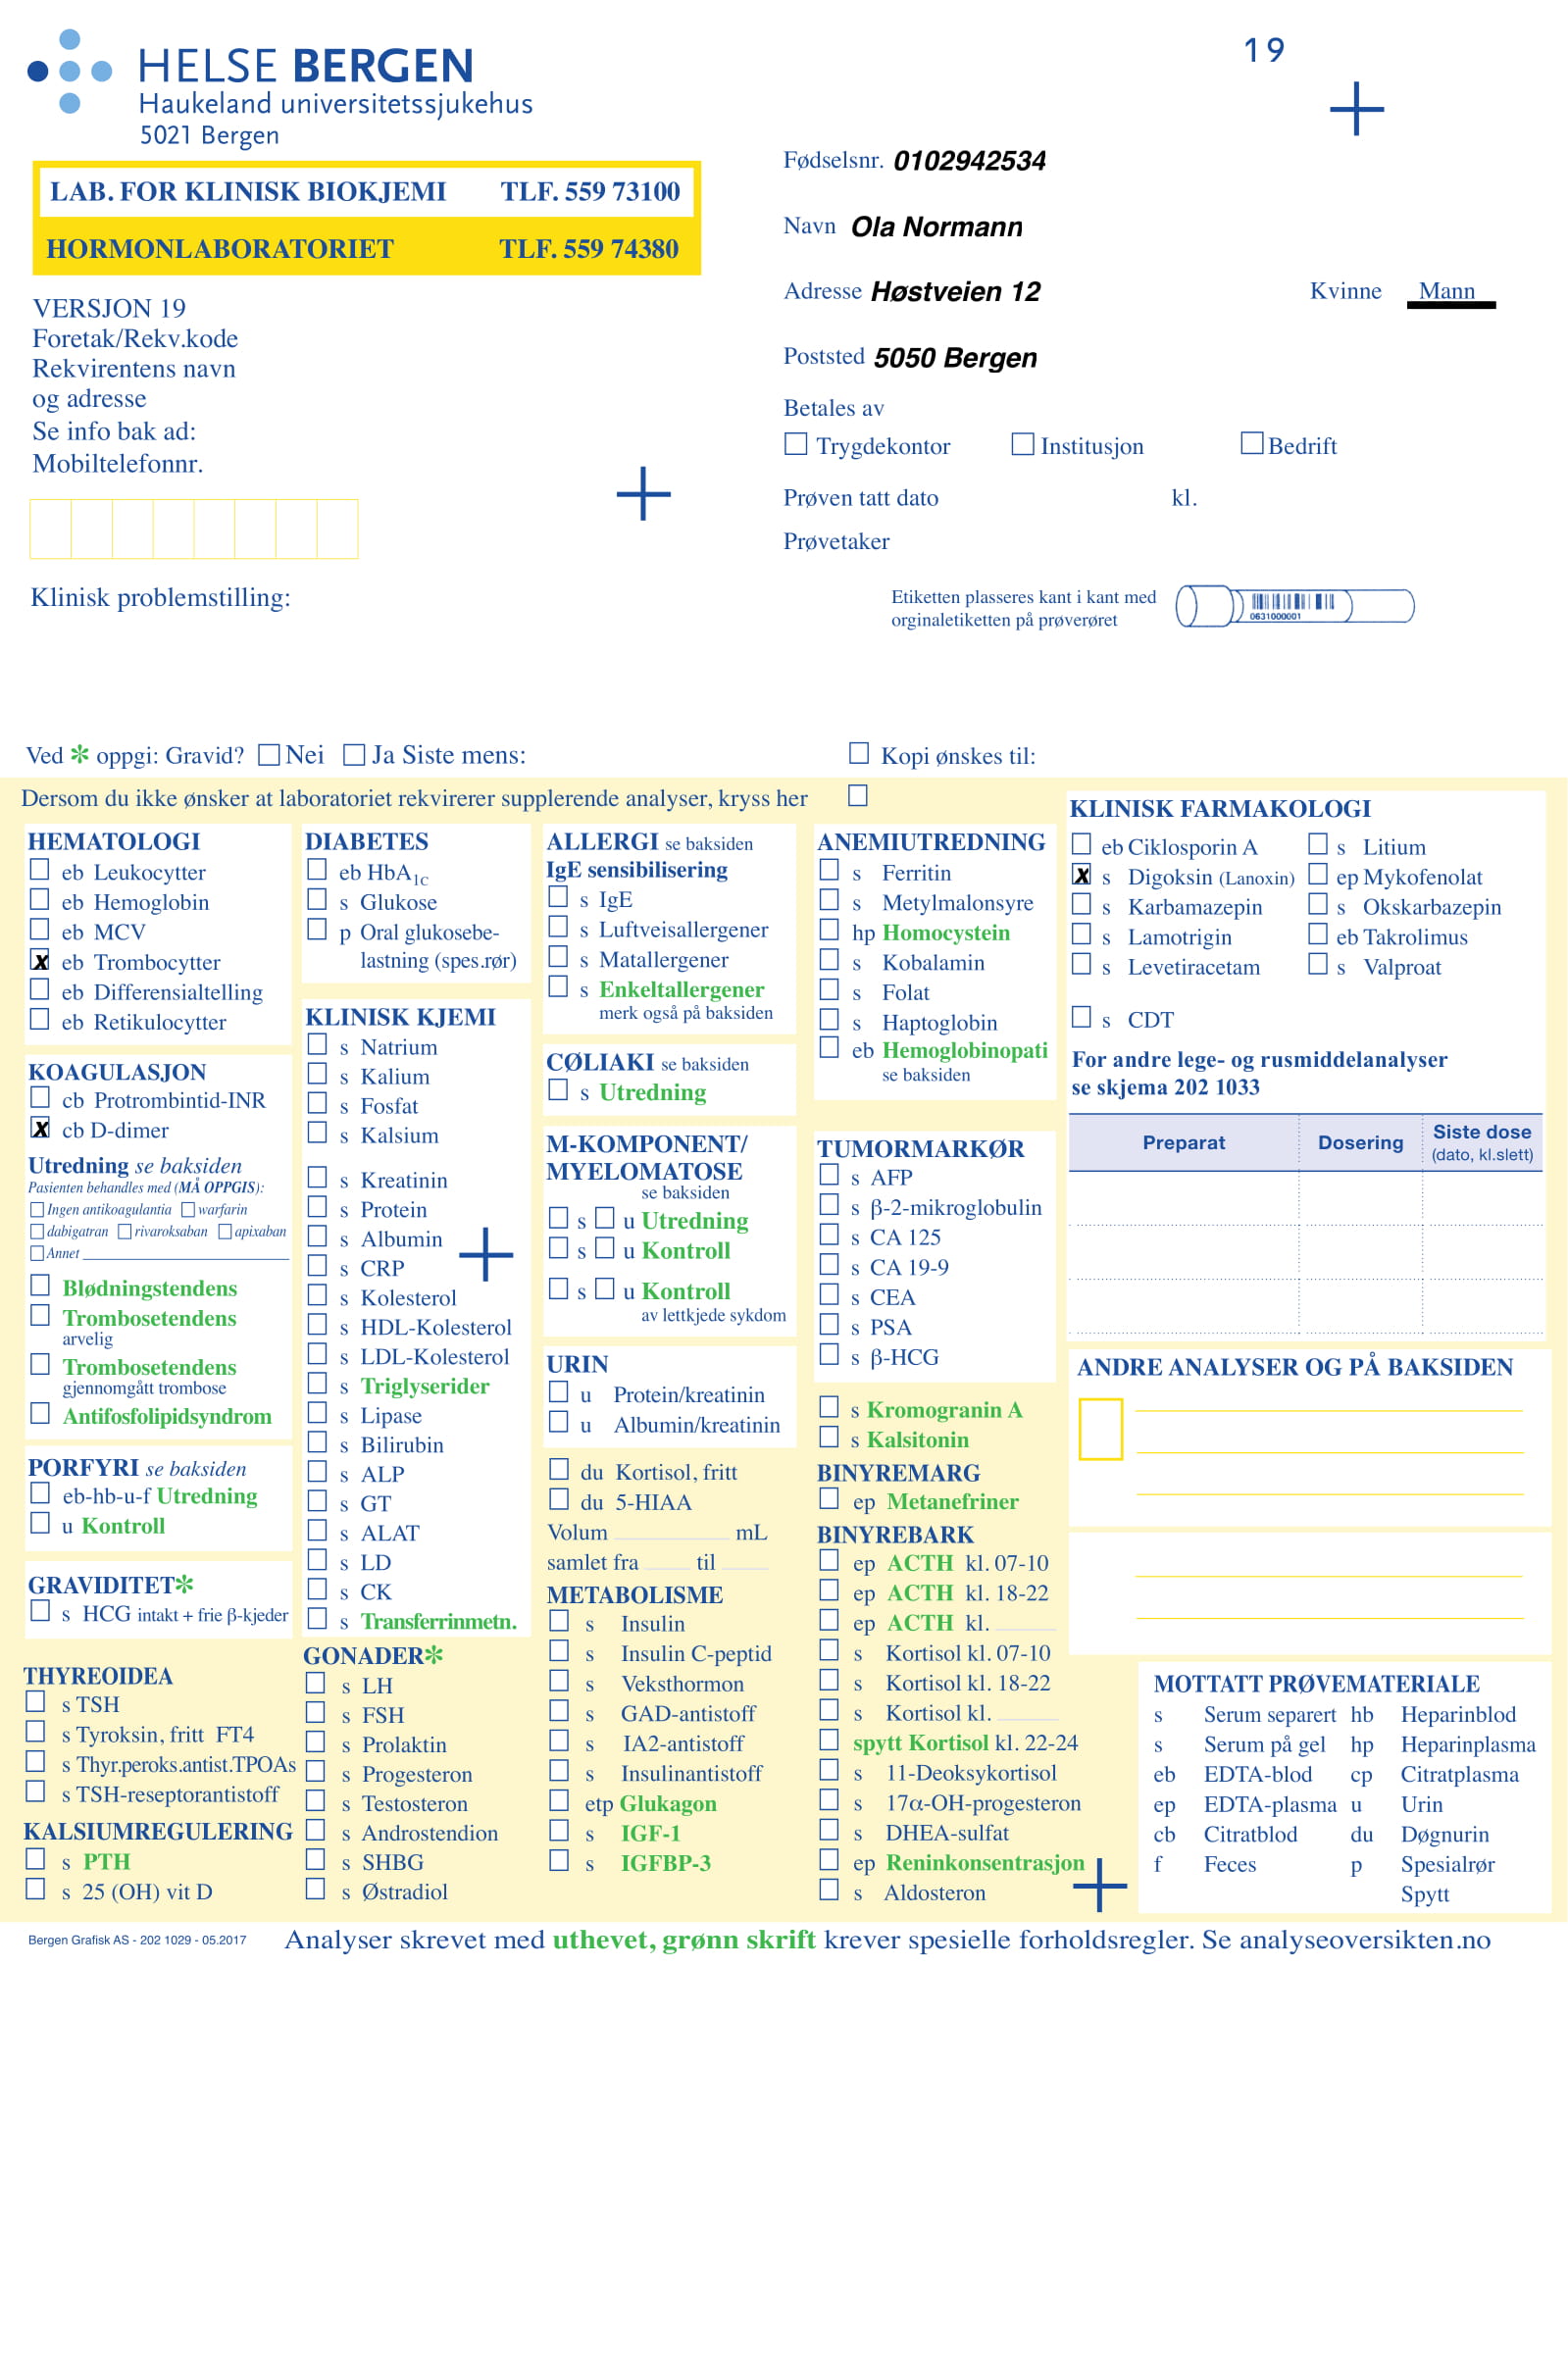 HELSE BERGEN
Haukeland universitetssjukehus
5021 Bergen
19
LAB. FOR KLINISK BIOKJEMI TLF. 559 73100
HORMONLABORATORIET TLF. 559 74380
VERSJON 19
Foretak/Rekv.kode
Rekvirentens navn
og adresse
Se info bak ad:
Mobiltelefonnr.
Klinisk problemstilling:
Fødselsnr. 0102942534
Navn Ola Normann
Adresse Høstveien 12 Kvinne Mann
Poststed 5050 Bergen
Betales av
Trygdekontor Institusjon Bedrift
Prøven tatt dato kl.
Prøvetaker
Etiketten plasseres kant i kant med
orginaletiketten på prøverøret
0631000001
Ved * oppgi: Gravid? Nei Ja Siste mens:
Kopi ønskes til:
Dersom du ikke ønsker at laboratoriet rekvirerer supplerende analyser, kryss her
HEMATOLOGI
eb Leukocytter
eb Hemoglobin
eb MCV
X eb Trombocytter
eb Differensialtelling
eb Retikulocytter
KOAGULASJON
cb Protrombintid-INR
X cb D-dimer
Utredning se baksiden
Pasienten behandles med (MÅ OPPGIS):
Ingen antikoagulantia warfarin
dabigatran rivaroksaban apixaban
Annet
Blødningstendens
Trombosetendens
arvelig
Trombosetendens
gjennomgått trombose
Antifosfolipidsyndrom
PORFYRI se baksiden
eb-hb-u-f Utredning
u Kontroll
GRAVIDITET*
s HCG intakt + frie β-kjeder
THYREOIDEA
s TSH
s Tyroksin, fritt FT4
s Thyr.peroks.antist.TPOAs
s TSH-reseptorantistoff
KALSIUMREGULERING
s PTH
s 25 (OH) vit D
DIABETES
eb HbA1c
s Glukose
p Oral glukosebe-
lastning (spes.rør)
KLINISK KJEMI
s Natrium
s Kalium
s Fosfat
s Kalsium
s Kreatinin
s Protein
s Albumin
s CRP
s Kolesterol
s HDL-Kolesterol
s LDL-Kolesterol
s Triglyserider
s Lipase
s Bilirubin
s ALP
s GT
s ALAT
s LD
s CK
s Transferrinmetn.
GONADER*
s LH
s FSH
s Prolaktin
s Progesteron
s Testosteron
s Androstendion
s SHBG
s Østradiol
ALLERGI se baksiden
IgE sensibilisering
s IgE
s Luftveisallergener
s Matallergener
s Enkeltallergener
merk også på baksiden
CØLIAKI se baksiden
s Utredning
M-KOMPONENT/
MYELOMATOSE
se baksiden
s u Utredning
s u Kontroll
s u Kontroll
av lettkjede sykdom
URIN
u Protein/kreatinin
u Albumin/kreatinin
du Kortisol, fritt
du 5-HIAA
Volum mL
samlet fra til
METABOLISME
s Insulin
s Insulin C-peptid
s Veksthormon
s GAD-antistoff
s IA2-antistoff
s Insulinantistoff
etp Glukagon
s IGF-1
s IGFBP-3
ANEMIUTREDNING
s Ferritin
s Metylmalonsyre
hp Homocystein
s Kobalamin
s Folat
s Haptoglobin
eb Hemoglobinopati
se baksiden
TUMORMARKØR
s AFP
s β-2-mikroglobulin
s CA 125
s CA 19-9
s CEA
s PSA
s β-HCG
s Kromogranin A
s Kalsitonin
BINYREMARG
ep Metanefriner
BINYREBARK
ep ACTH kl. 07-10
ep ACTH kl. 18-22
ep ACTH kl.
s Kortisol kl. 07-10
s Kortisol kl. 18-22
s Kortisol kl.
spytt Kortisol kl. 22-24
s 11-Deoksykortisol
s 17α-OH-progesteron
s DHEA-sulfat
ep Reninkonsentrasjon
s Aldosteron
KLINISK FARMAKOLOGI
eb Ciklosporin A s Litium
X s Digoksin (Lanoxin) ep Mykofenolat
s Karbamazepin s Okskarbazepin
s Lamotrigin eb Takrolimus
s Levetiracetam s Valproat
s CDT
For andre lege- og rusmiddelanalyser
se skjema 202 1033
Preparat Dosering Siste dose
(dato, kl.slett)
ANDRE ANALYSER OG PÅ BAKSIDEN
MOTTATT PRØVEMATERIALE
s Serum separert hb Heparinblod
s Serum på gel hp Heparinplasma
eb EDTA-blod cp Citratplasma
ep EDTA-plasma u Urin
cb Citratblod du Døgnurin
f Feces p Spesialrør
Spytt
Bergen Grafisk AS - 202 1029 - 05.2017
Analyser skrevet med uthevet, grønn skrift krever spesielle forholdsregler. Se analyseoversikten.no